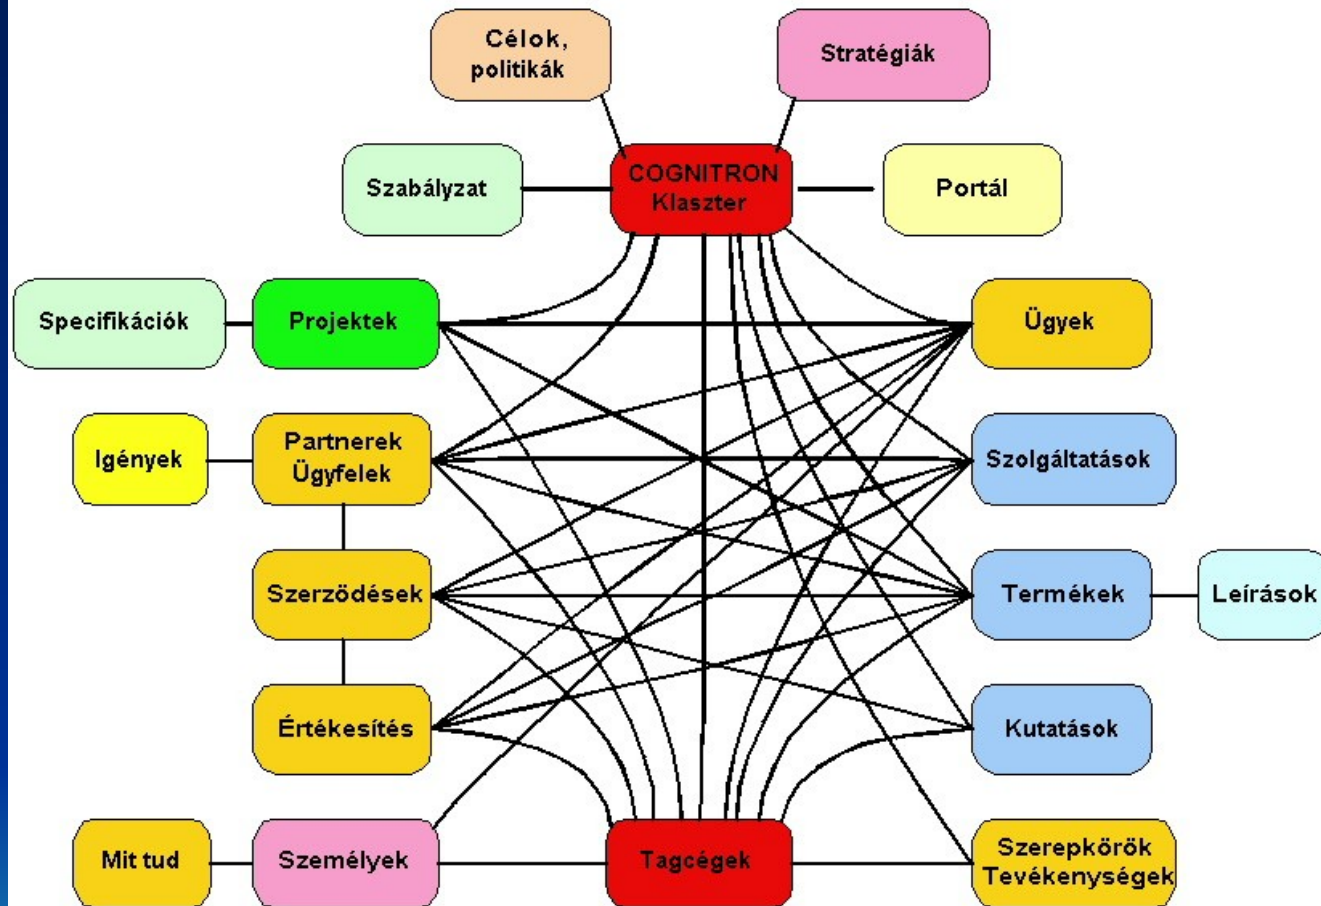 Célok,
politikák
Stratégiák
Szabályzat
COGNITRON
Klaszter
Portál
Specifikációk
Projektek
Ügyek
Igények
Partnerek
Ügyfelek
Szolgáltatások
Szerzödések
Termékek
Leírások
Értékesítés
Kutatások
Mit tud
Személyek
Tagcégek
Szerepkörök
Tevékenységek